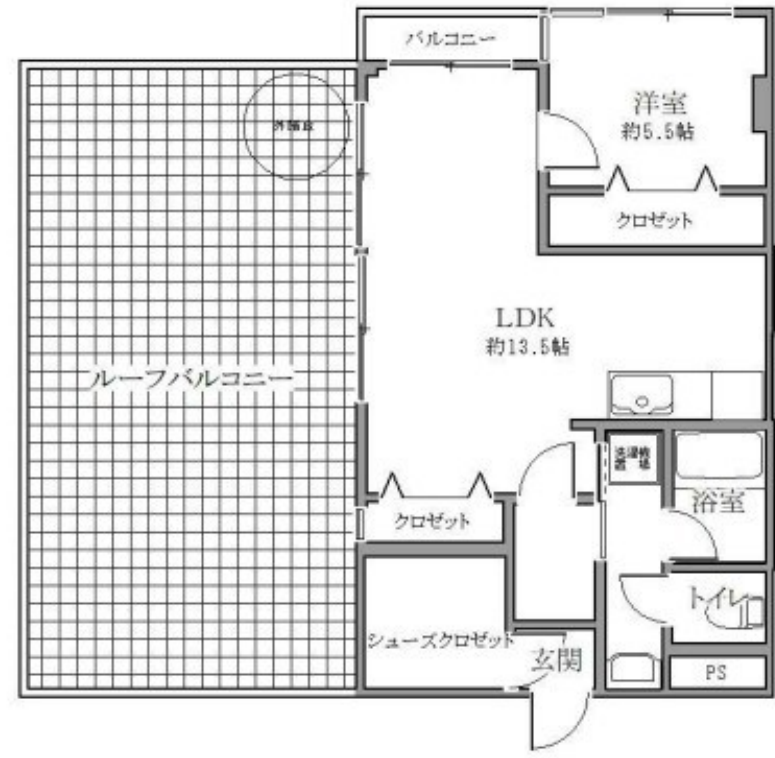 バルコニー
洋室
約5.5帖
クロゼット
LDK
約13.5帖
ルーフバルコニー
洗濯機
置場
浴室
クロゼット
トイレ
シューズクロゼット
玄関
PS